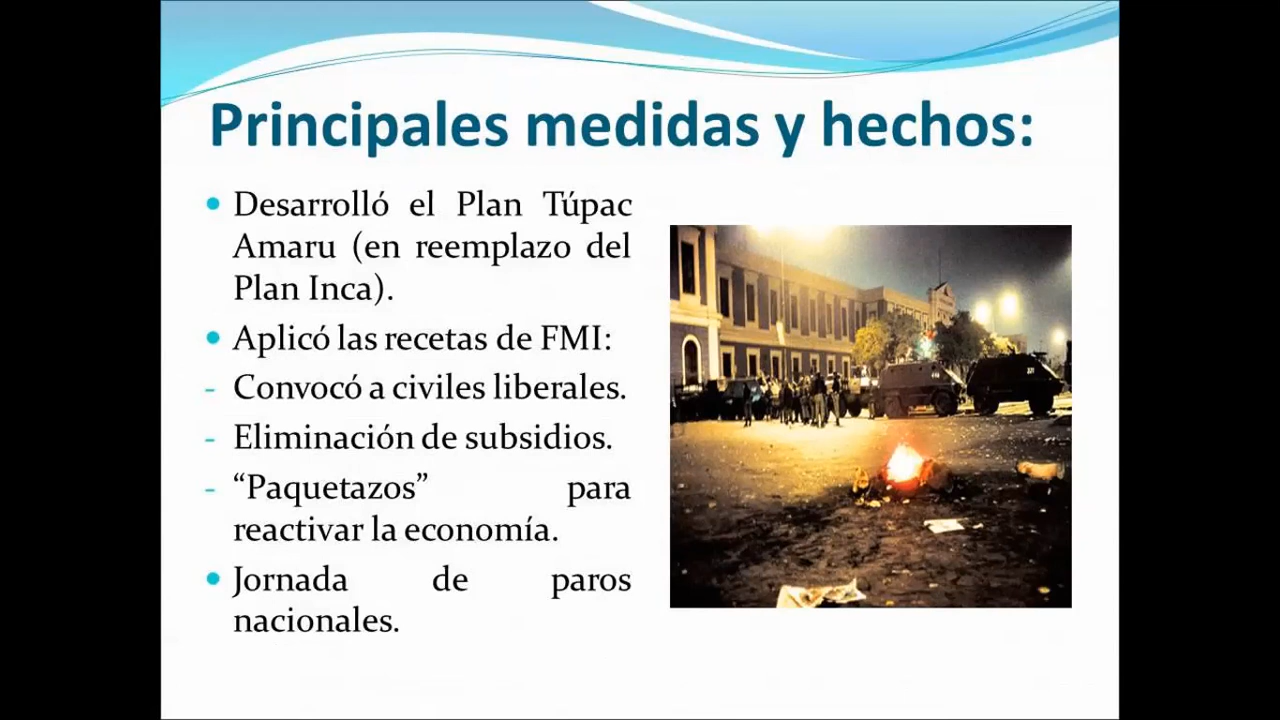 Principales medidas y hechos:
• Desarrolló el Plan Túpac
Amaru (en reemplazo del
Plan Inca).
• Aplicó las recetas de FMI:
- Convocó a civiles liberales.
- Eliminación de subsidios.
- “Paquetazos” para
reactivar la economía.
• Jornada de paros
nacionales.